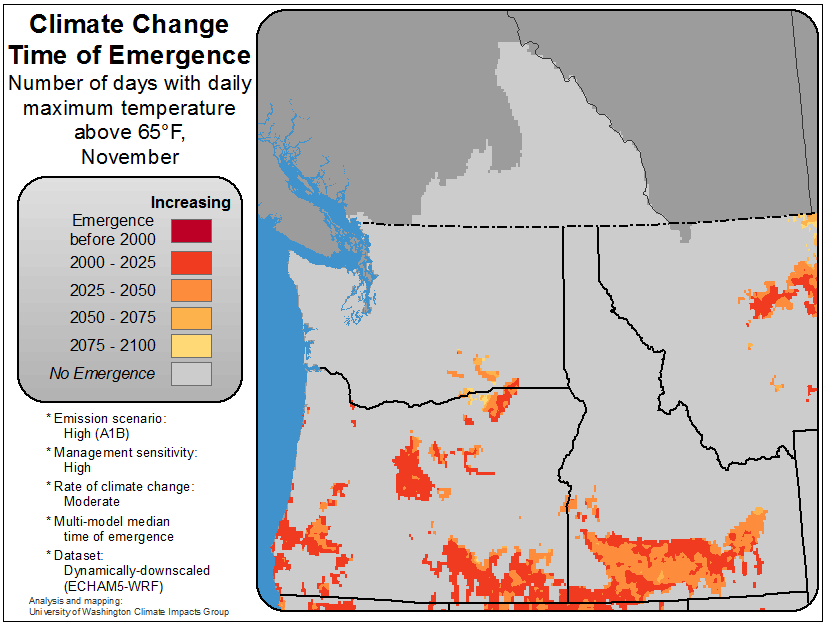 Climate Change
Time of Emergence
Number of days with daily
maximum temperature
above 65°F,
November
Increasing
Emergence
before 2000
2000 - 2025
2025 - 2050
2050 - 2075
2075 - 2100
No Emergence
* Emission scenario:
High (A1B)
* Management sensitivity:
High
* Rate of climate change:
Moderate
* Multi-model median
time of emergence
* Dataset:
Dynamically-downscaled
(ECHAM5-WRF)
Analysis and mapping:
University of Washington Climate Impacts Group